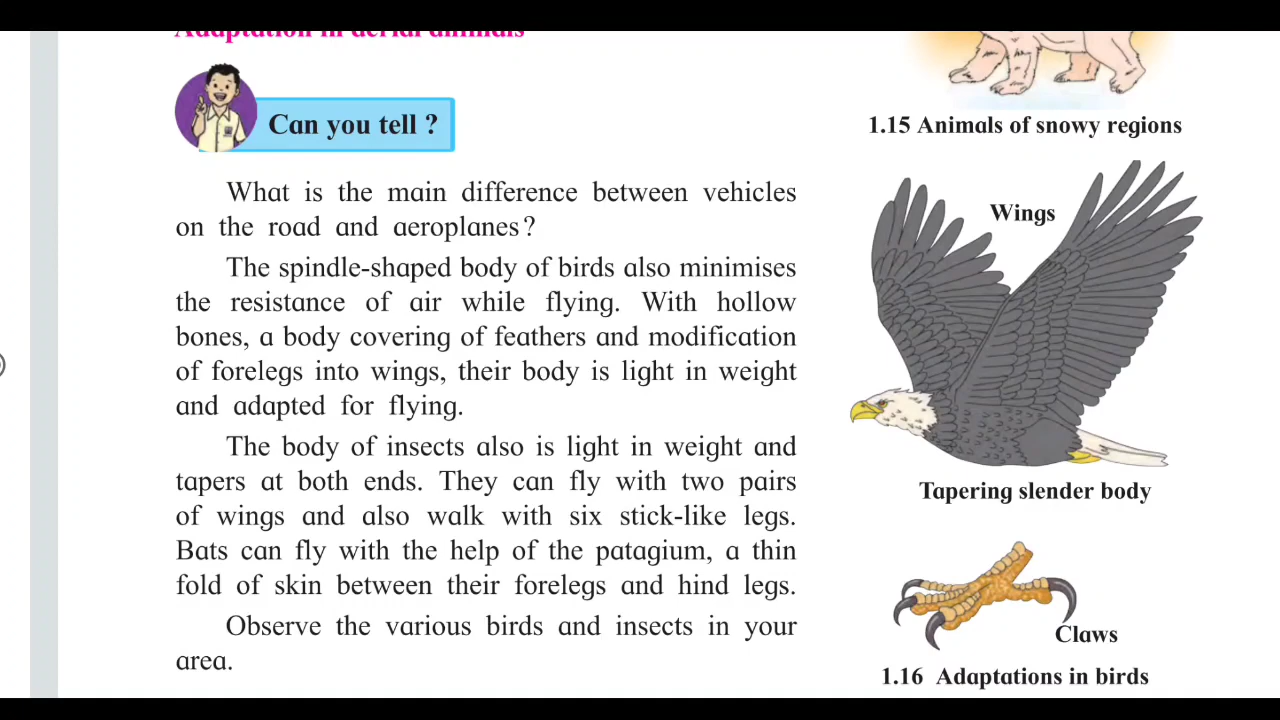 Adaptation in aerial animals
Can you tell ?
What is the main difference between vehicles
on the road and aeroplanes?
The spindle-shaped body of birds also minimises
the resistance of air while flying. With hollow
bones, a body covering of feathers and modification
of forelegs into wings, their body is light in weight
and adapted for flying.
The body of insects also is light in weight and
tapers at both ends. They can fly with two pairs
of wings and also walk with six stick-like legs.
Bats can fly with the help of the patagium, a thin
fold of skin between their forelegs and hind legs.
Observe the various birds and insects in your
area.
1.15 Animals of snowy regions
Wings
Tapering slender body
Claws
1.16 Adaptations in birds